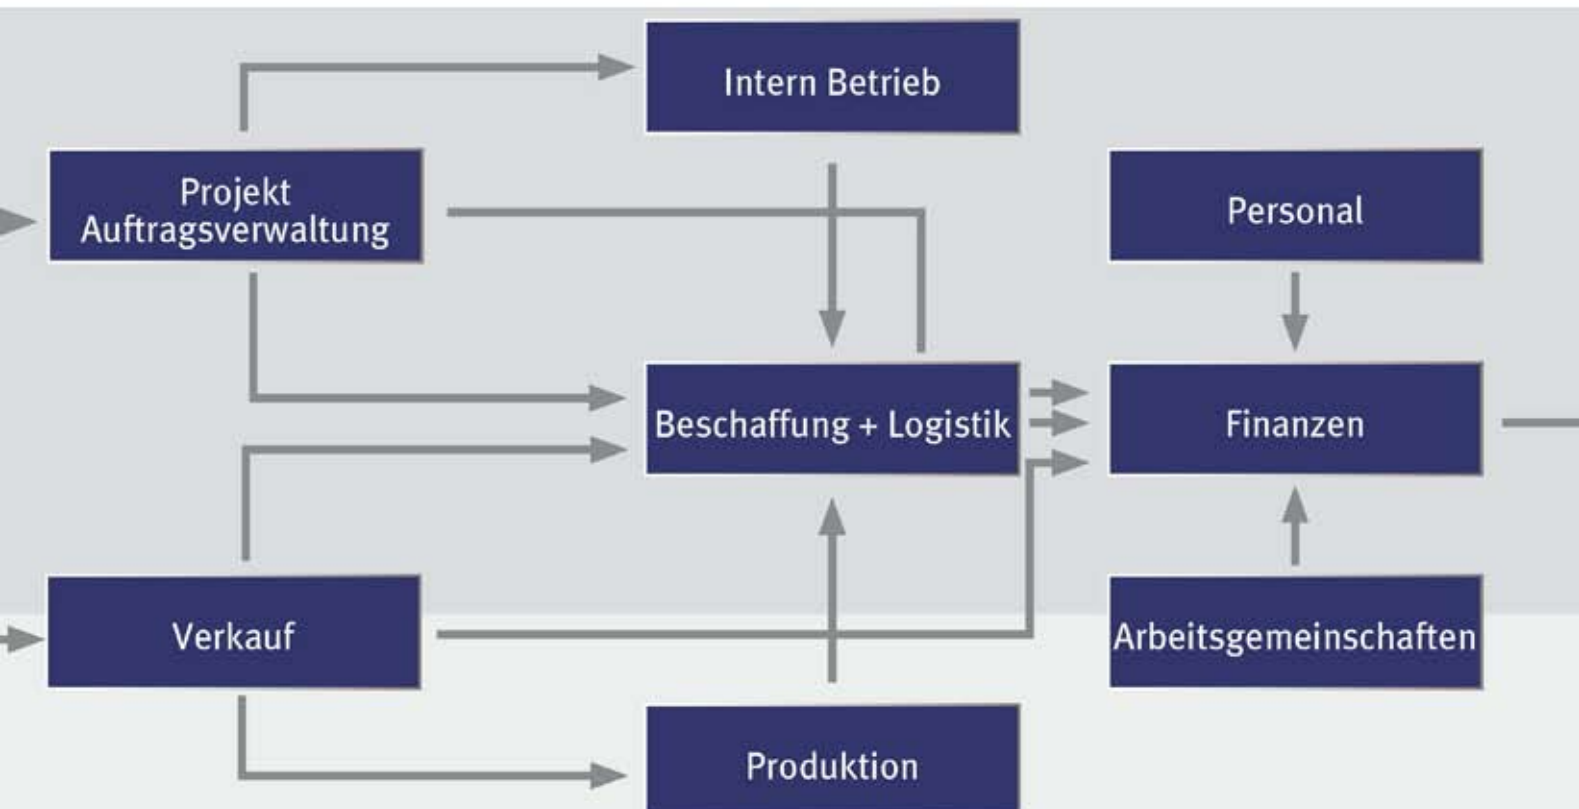 Intern Betrieb
Projekt
Auftragsverwaltung
Personal
Beschaffung + Logistik
Finanzen
Verkauf
Arbeitsgemeinschaften
Produktion